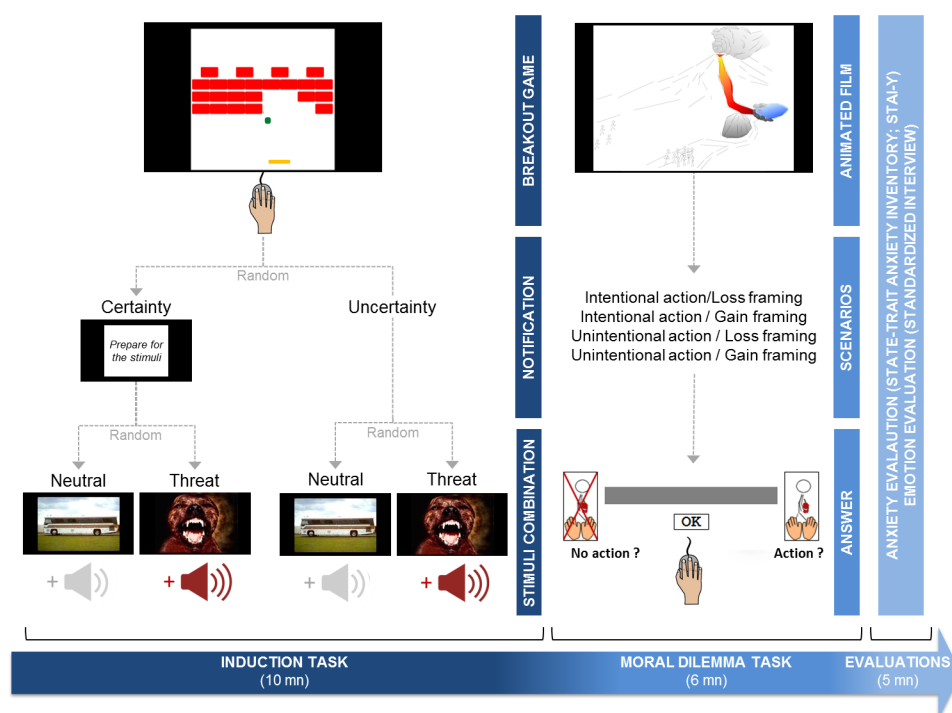 BREAKOUT GAME
Random
Certainty
Uncertainty
Prepare for
the stimuli
NOTIFICATION
Random
Random
Neutral
Threat
Neutral
Threat
+
+
+
+
STIMULI COMBINATION
ANIMATED FILM
Intentional action/Loss framing
Intentional action / Gain framing
Unintentional action / Loss framing
Unintentional action / Gain framing
SCENARIOS
OK
No action ?
Action ?
ANSWER
ANXIETY EVALAUTION (STATE-TRAIT ANXIETY INVENTORY; STAI-Y)
EMOTION EVALUATION (STANDARDIZED INTERVIEW)
INDUCTION TASK
(10 mn)
MORAL DILEMMA TASK
(6 mn)
EVALUATIONS
(5 mn)